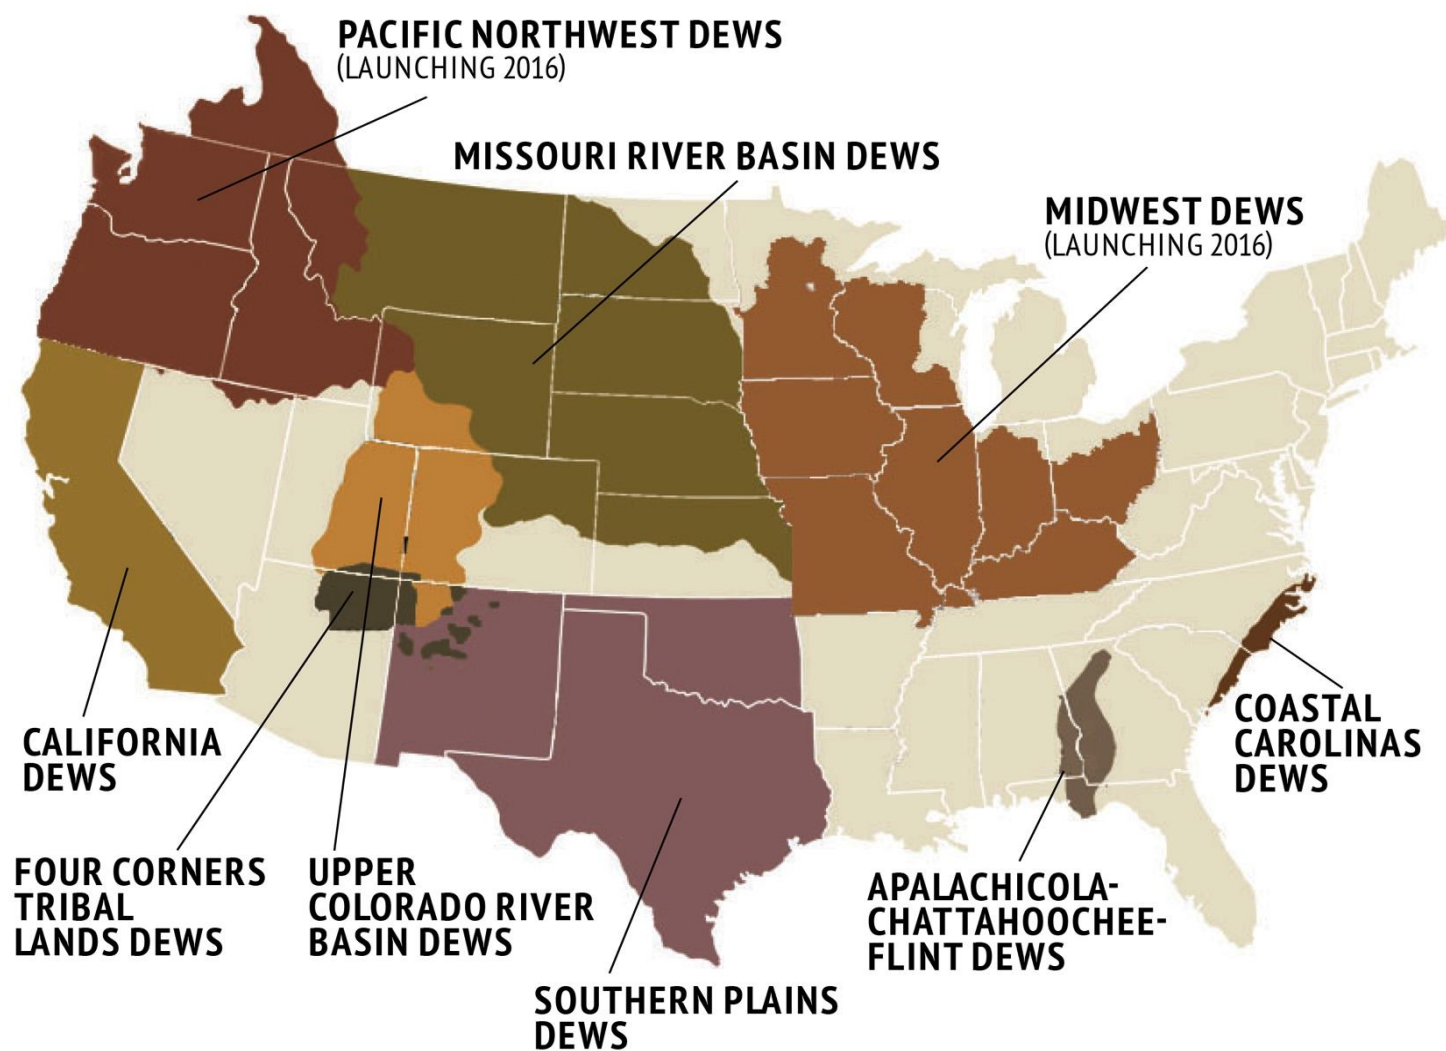 PACIFIC NORTHWEST DEWS
(LAUNCHING 2016)
MISSOURI RIVER BASIN DEWS
MIDWEST DEWS
(LAUNCHING 2016)
CALIFORNIA
DEWS
COASTAL
CAROLINAS
DEWS
FOUR CORNERS
TRIBAL
LANDS DEWS
UPPER
COLORADO RIVER
BASIN DEWS
APALACHICOLA-
CHATTAHOOCHEE-
FLINT DEWS
SOUTHERN PLAINS
DEWS